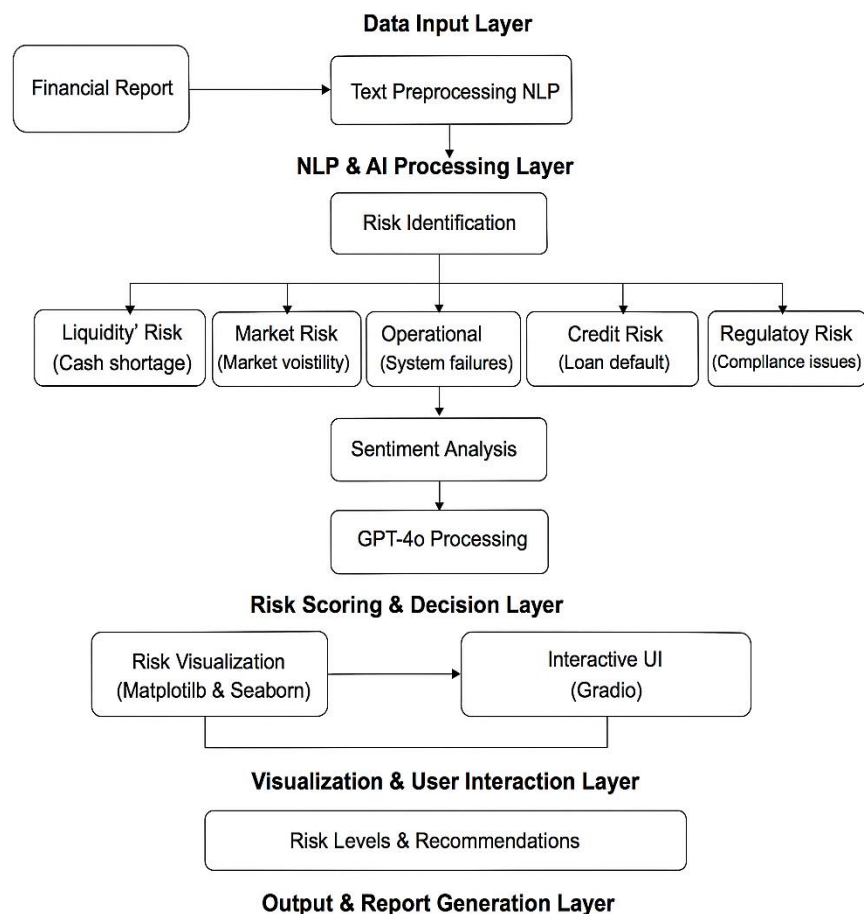 Data Input Layer
Financial Report
Text Preprocessing NLP
NLP & AI Processing Layer
Risk Identification
Liquidity’ Risk
(Cash shortage)
Market Risk
(Market voistility)
Operational
(System failures)
Credit Risk
(Loan default)
Regulatoy Risk
(Compllance issues)
Sentiment Analysis
GPT-4o Processing
Risk Scoring & Decision Layer
Risk Visualization
(Matplotilb & Seaborn)
Interactive UI
(Gradio)
Visualization & User Interaction Layer
Risk Levels & Recommendations
Output & Report Generation Layer